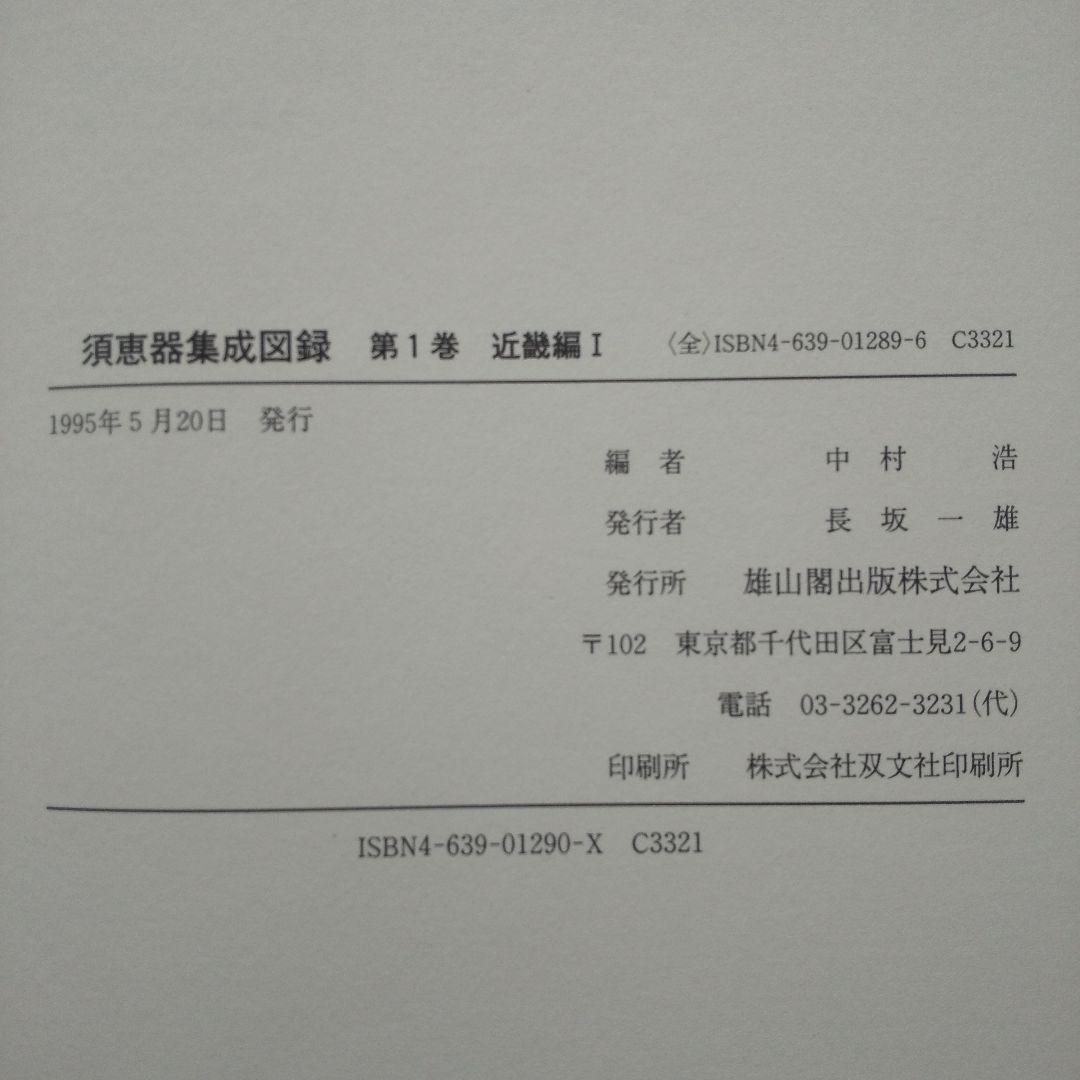 須恵器集成図録　第1巻　近畿編Ⅰ　〈全〉ISBN4-639-01289-6　C3321
1995年5月20日　発行
編　者　中　村　浩
発行者　長　坂　一　雄
発行所　雄山閣出版株式会社
〒102　東京都千代田区富士見2-6-9
電話　03-3262-3231(代)
印刷所　株式会社双文社印刷所
ISBN4-639-01290-X　C3321